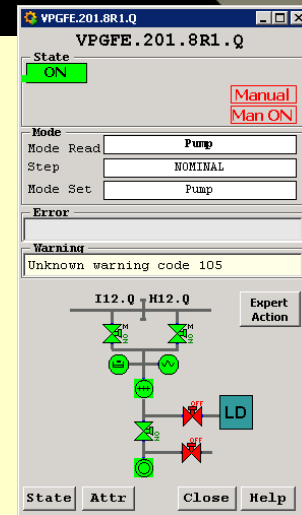 VPGFE.201.8R1.Q
VPGFE.201.8R1.Q
State
ON
Manual
Man ON
Mode
Mode Read Pump
Step NOMINAL
Mode Set Pump
Error
Warning
Unknown warning code 105
I12.Q H12.Q
Expert
Action
M M
NO NO
OFF
LD
NO
OFF
State Attr Close Help